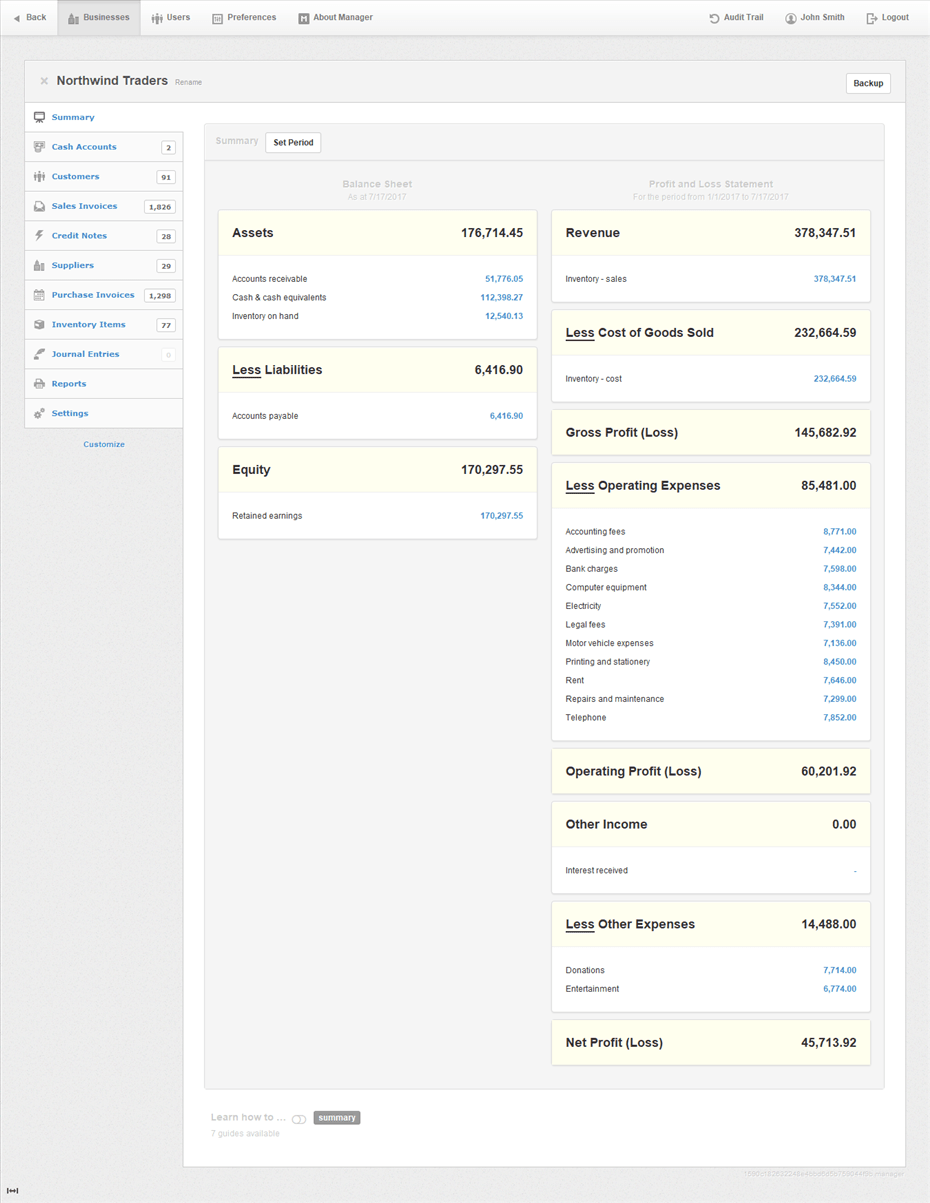 Back Businesses Users Preferences About Manager Audit Trail John Smith Logout
Northwind Traders Rename Backup
Summary
Cash Accounts 2
Customers 91
Sales Invoices 1,826
Credit Notes 28
Suppliers 29
Purchase Invoices 1,298
Inventory Items 77
Journal Entries 0
Reports
Settings
Customize
Summary Set Period
Balance Sheet
As at 7/17/2017
Assets 176,714.45
Accounts receivable 51,776.05
Cash & cash equivalents 112,398.27
Inventory on hand 12,540.13
Less Liabilities 6,416.90
Accounts payable 6,416.90
Equity 170,297.55
Retained earnings 170,297.55
Profit and Loss Statement
For the period from 1/1/2017 to 7/17/2017
Revenue 378,347.51
Inventory - sales 378,347.51
Less Cost of Goods Sold 232,664.59
Inventory - cost 232,664.59
Gross Profit (Loss) 145,682.92
Less Operating Expenses 85,481.00
Accounting fees 8,771.00
Advertising and promotion 7,442.00
Bank charges 7,598.00
Computer equipment 8,344.00
Electricity 7,552.00
Legal fees 7,391.00
Motor vehicle expenses 7,136.00
Printing and stationery 8,450.00
Rent 7,646.00
Repairs and maintenance 7,299.00
Telephone 7,852.00
Operating Profit (Loss) 60,201.92
Other Income 0.00
Interest received -
Less Other Expenses 14,488.00
Donations 7,714.00
Entertainment 6,774.00
Net Profit (Loss) 45,713.92
Learn how to ... summary
7 guides available